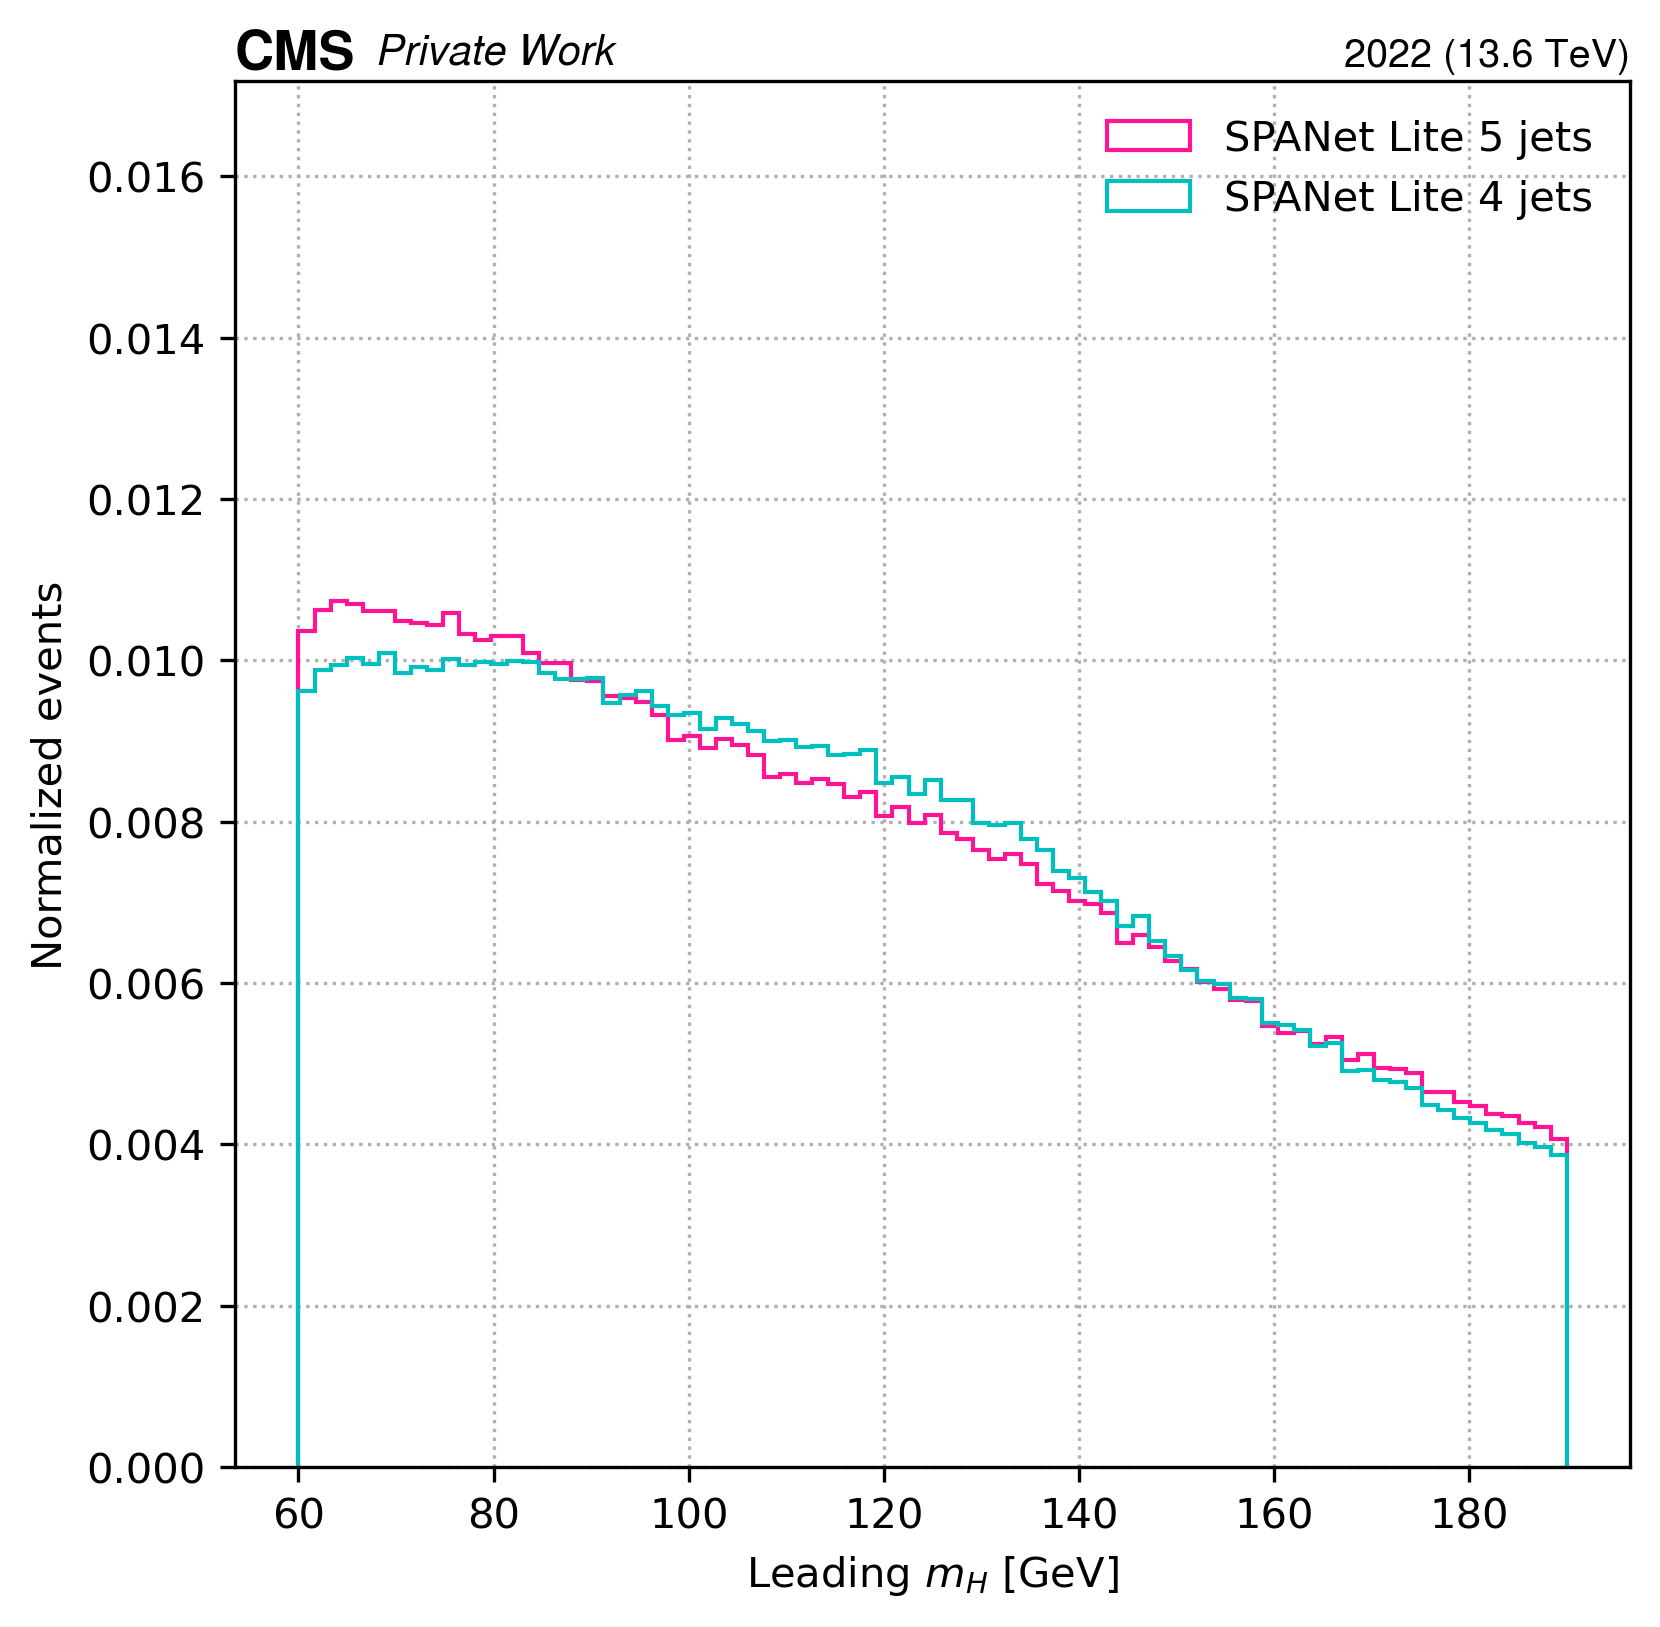 CMS Private Work 2022 (13.6 TeV)
SPANet Lite 5 jets
SPANet Lite 4 jets
0.016
0.014
0.012
0.010
0.008
0.006
0.004
0.002
0.000
Normalized events
60 80 100 120 140 160 180
Leading m_H [GeV]